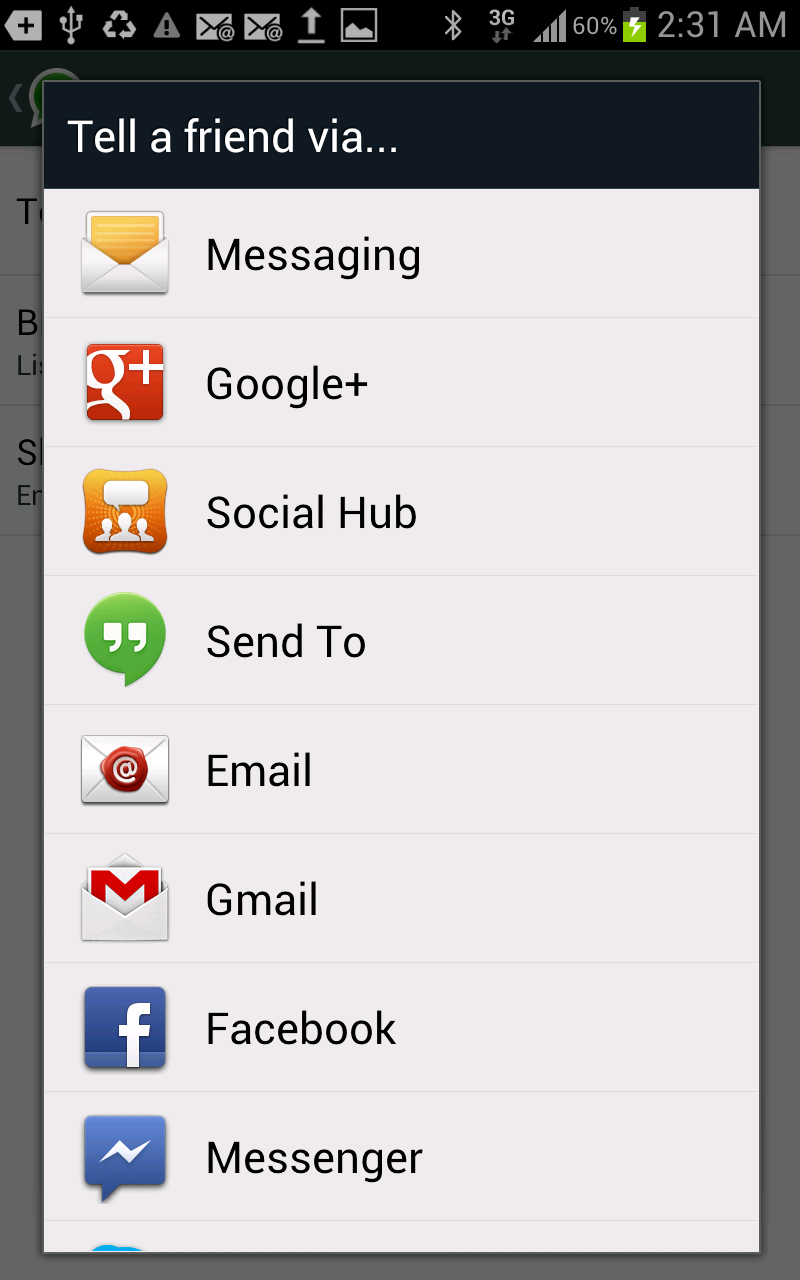 3G 60% 2:31 AM
Tell a friend via...
Messaging
g+ Google+
Social Hub
Send To
@ Email
Gmail
f Facebook
Messenger